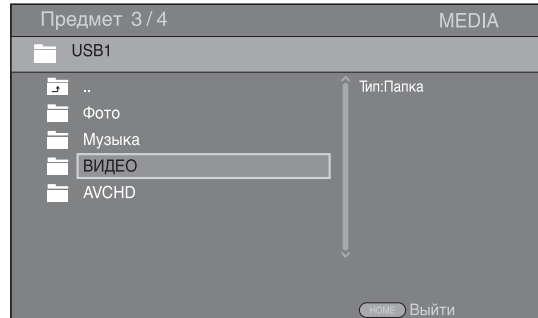 Предмет 3 / 4 MEDIA
USB1
..
Тип:Папка
Фото
Музыка
ВИДЕО
AVCHD
HOME Выйти